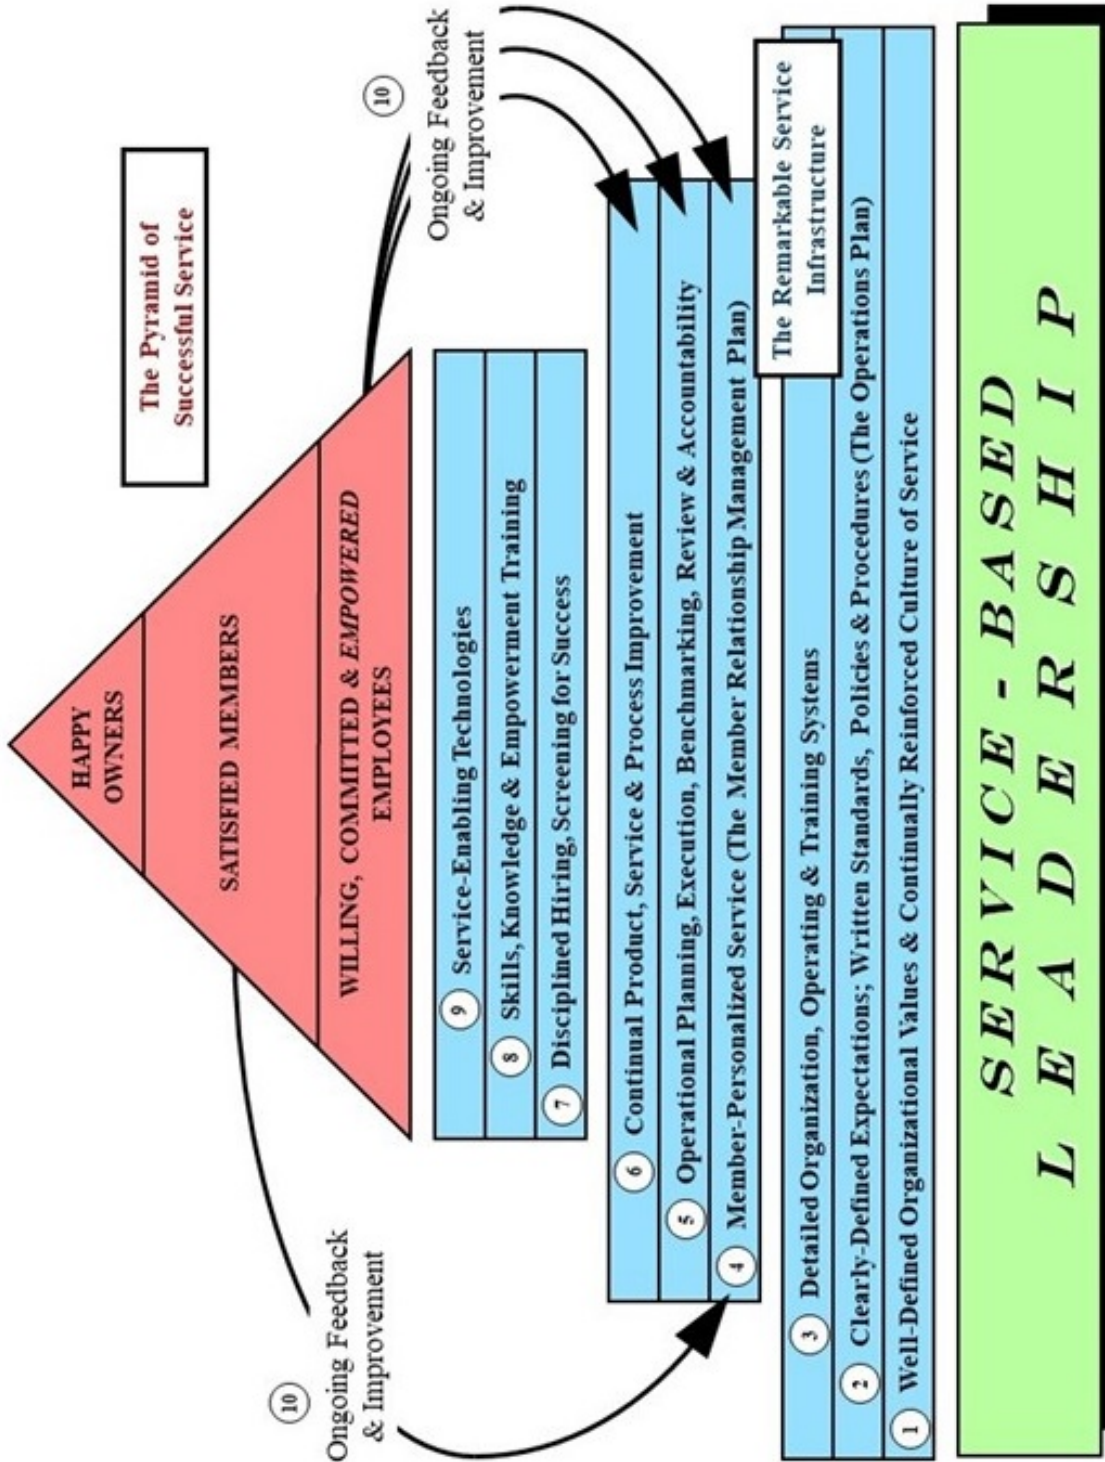 The Pyramid of
Successful Service
HAPPY
OWNERS
SATISFIED MEMBERS
WILLING, COMMITTED & EMPOWERED
EMPLOYEES
10
Ongoing Feedback
& Improvement
10
Ongoing Feedback
& Improvement
9 Service-Enabling Technologies
8 Skills, Knowledge & Empowerment Training
7 Disciplined Hiring, Screening for Success
6 Continual Product, Service & Process Improvement
5 Operational Planning, Execution, Benchmarking, Review & Accountability
4 Member-Personalized Service (The Member Relationship Management Plan)
The Remarkable Service
Infrastructure
3 Detailed Organization, Operating & Training Systems
2 Clearly-Defined Expectations; Written Standards, Policies & Procedures (The Operations Plan)
1 Well-Defined Organizational Values & Continually Reinforced Culture of Service
SERVICE-BASED
LEADERSHIP